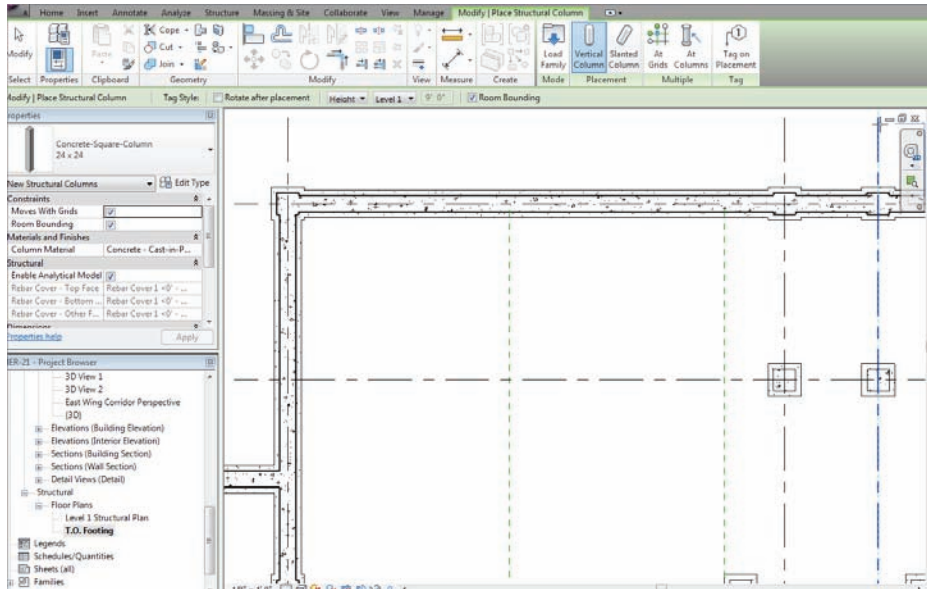 Home Insert Annotate Analyze Structure Massing & Site Collaborate View Manage Modify | Place Structural Column
Modify Paste Cope Cut Join Load Family Vertical Column Slanted Column At Grids At Columns Tag on Placement
Select Properties Clipboard Geometry Modify View Measure Create Mode Placement Multiple Tag
Modify | Place Structural Column Tag Style: Rotate after placement Height Level 1 9' 0" Room Bounding
Properties
Concrete-Square-Column
24 x 24
New Structural Columns Edit Type
Constraints
Moves With Grids
Room Bounding
Materials and Finishes
Column Material Concrete - Cast-in-P...
Structural
Enable Analytical Model
Rebar Cover - Top Face Rebar Cover 1 <0' - ...
Rebar Cover - Bottom ... Rebar Cover 1 <0' - ...
Rebar Cover - Other F... Rebar Cover 1 <0' - ...
Dimensions
Properties help Apply
ER-21 - Project Browser
3D View 1
3D View 2
East Wing Corridor Perspective
{3D}
Elevations (Building Elevation)
Elevations (Interior Elevation)
Sections (Building Section)
Sections (Wall Section)
Detail Views (Detail)
Structural
Floor Plans
Level 1 Structural Plan
T.O. Footing
Legends
Schedules/Quantities
Sheets (all)
Families